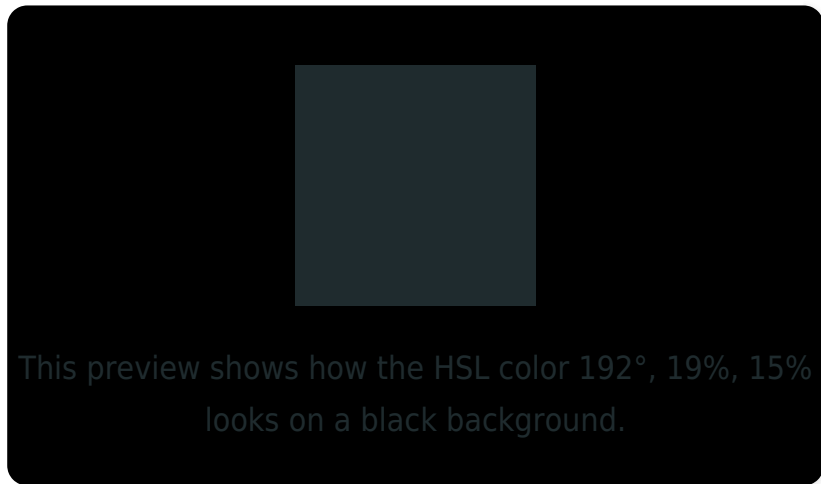 This preview shows how the HSL color 192°, 19%, 15%
looks on a black background.